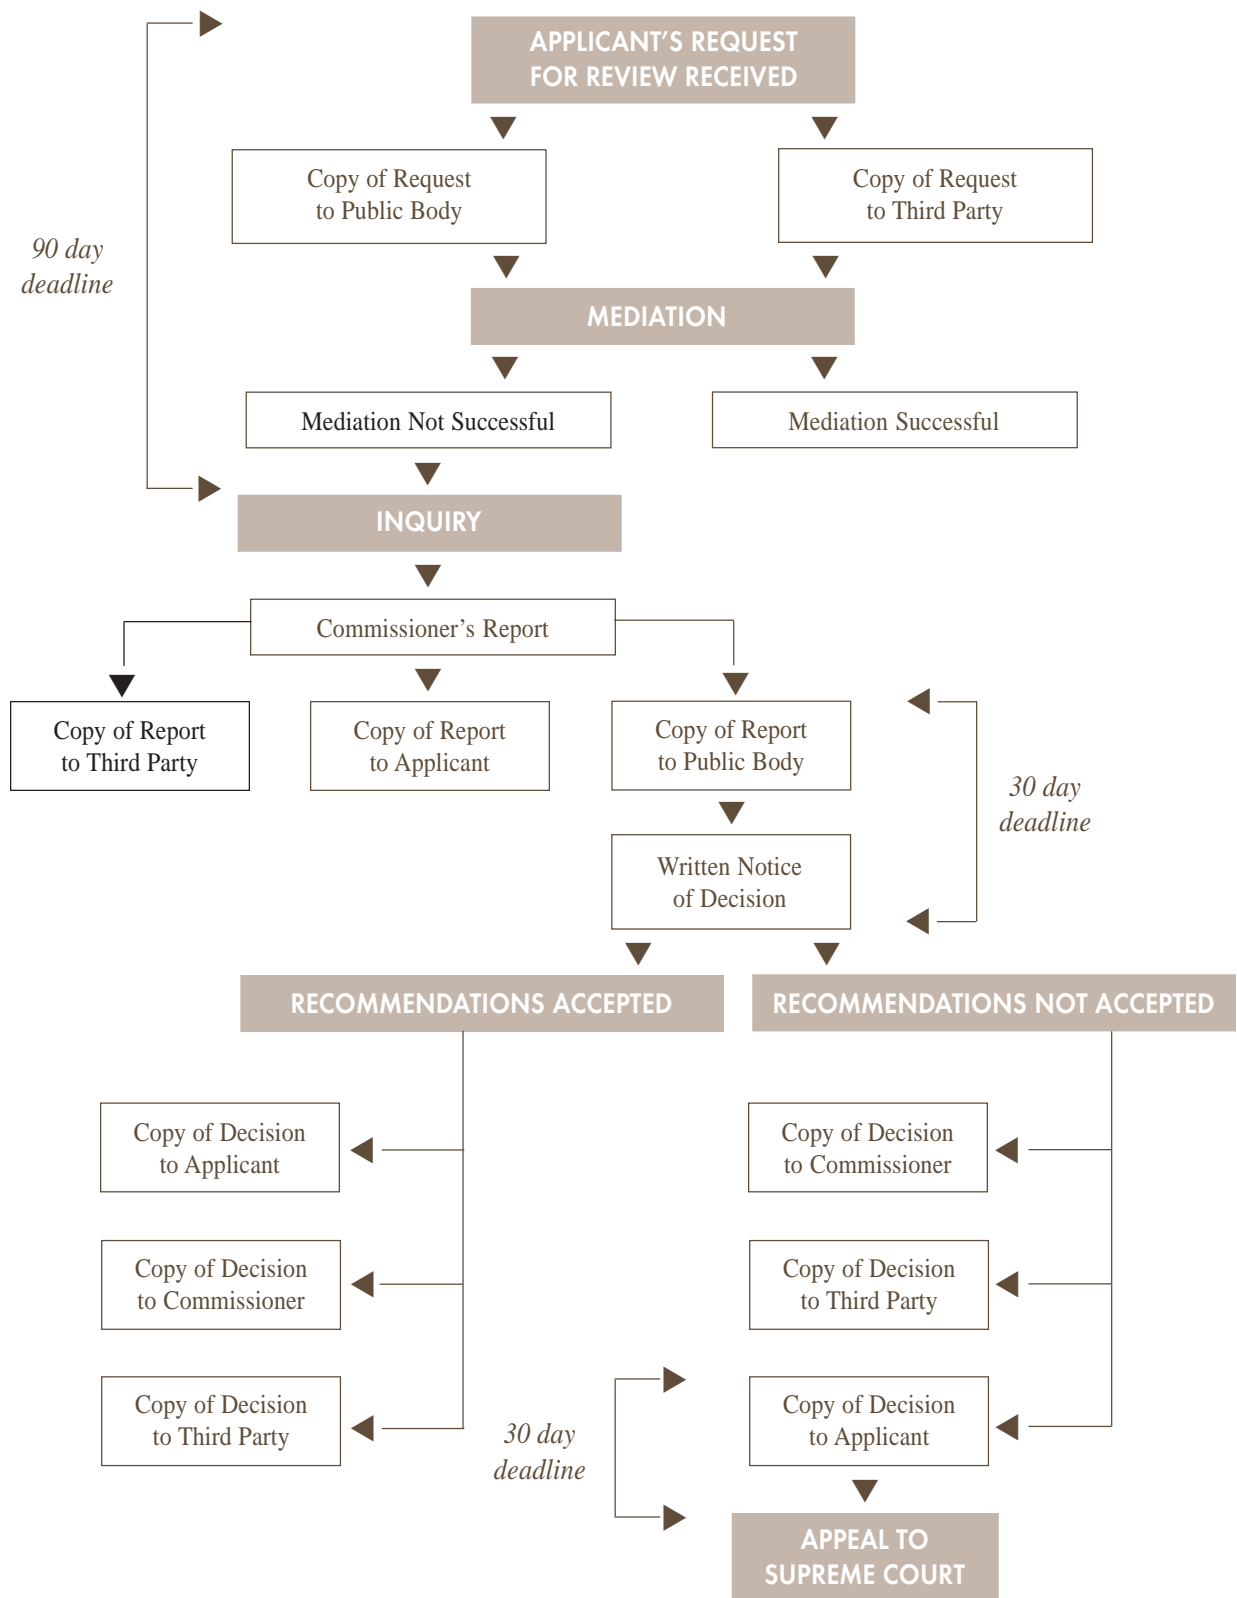 APPLICANT’S REQUEST
FOR REVIEW RECEIVED
Copy of Request
to Public Body
Copy of Request
to Third Party
90 day
deadline
MEDIATION
Mediation Not Successful
Mediation Successful
INQUIRY
Commissioner’s Report
Copy of Report
to Third Party
Copy of Report
to Applicant
Copy of Report
to Public Body
30 day
deadline
Written Notice
of Decision
RECOMMENDATIONS ACCEPTED
RECOMMENDATIONS NOT ACCEPTED
Copy of Decision
to Applicant
Copy of Decision
to Commissioner
Copy of Decision
to Commissioner
Copy of Decision
to Third Party
Copy of Decision
to Third Party
30 day
deadline
Copy of Decision
to Applicant
APPEAL TO
SUPREME COURT